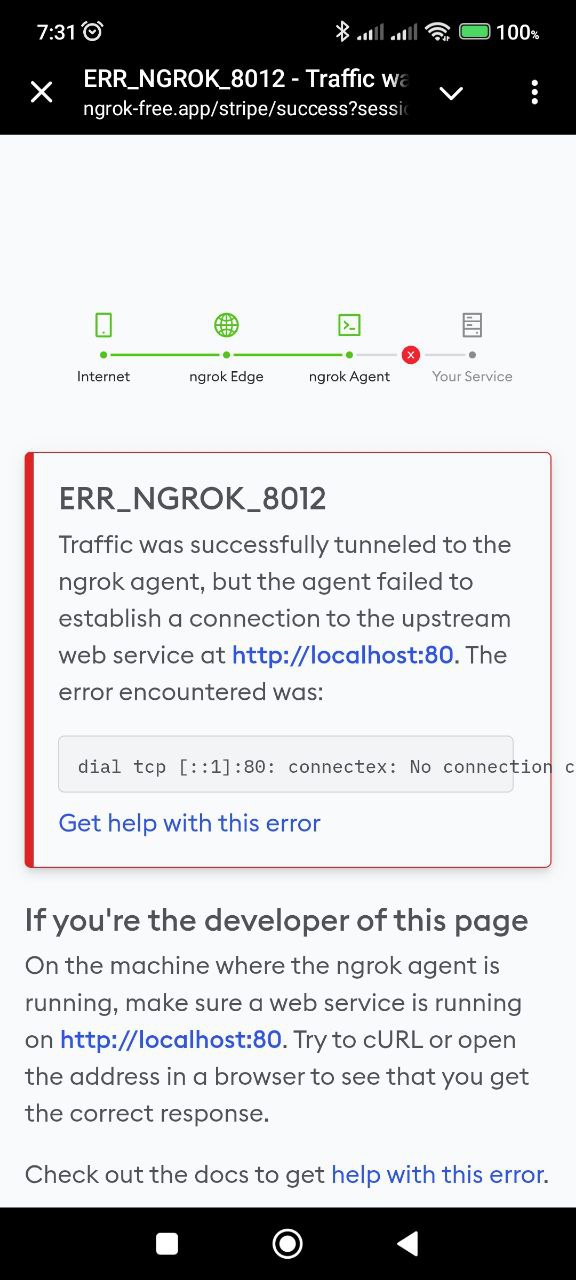 7:31
100%
ERR_NGROK_8012 - Traffic wa
ngrok-free.app/stripe/success?sessi
Internet
ngrok Edge
ngrok Agent
Your Service
ERR_NGROK_8012
Traffic was successfully tunneled to the
ngrok agent, but the agent failed to
establish a connection to the upstream
web service at http://localhost:80. The
error encountered was:
dial tcp [::1]:80: connectex: No connection c
Get help with this error
If you're the developer of this page
On the machine where the ngrok agent is
running, make sure a web service is running
on http://localhost:80. Try to cURL or open
the address in a browser to see that you get
the correct response.
Check out the docs to get help with this error.